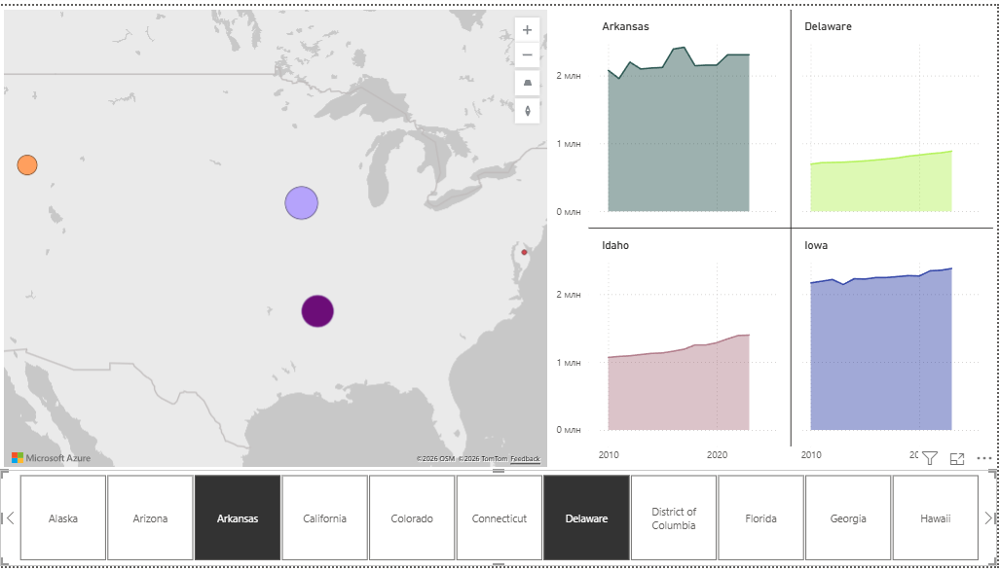 +
−
Microsoft Azure
©2026 OSM ©2026 TomTom Feedback
Arkansas
2 млн
1 млн
0 млн
Delaware
Idaho
2 млн
1 млн
0 млн
2010
2020
Iowa
2010
Alaska
Arizona
Arkansas
California
Colorado
Connecticut
Delaware
District of
Columbia
Florida
Georgia
Hawaii